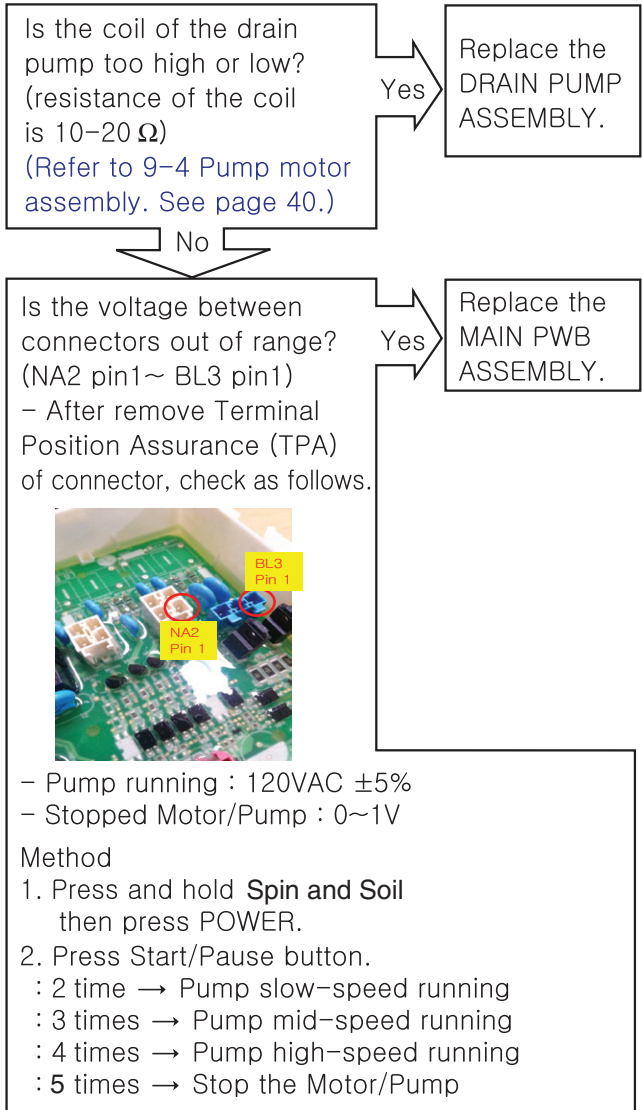 Is the coil of the drain
pump too high or low?
(resistance of the coil
is 10-20 Ω)
(Refer to 9-4 Pump motor
assembly. See page 40.)
Yes
Replace the
DRAIN PUMP
ASSEMBLY.
No
Is the voltage between
connectors out of range?
(NA2 pin1~ BL3 pin1)
- After remove Terminal
Position Assurance (TPA)
of connector, check as follows.
Yes
Replace the
MAIN PWB
ASSEMBLY.
BL3
Pin 1
NA2
Pin 1
- Pump running : 120VAC ±5%
- Stopped Motor/Pump : 0~1V
Method
1. Press and hold Spin and Soil
then press POWER.
2. Press Start/Pause button.
: 2 time → Pump slow-speed running
: 3 times → Pump mid-speed running
: 4 times → Pump high-speed running
: 5 times → Stop the Motor/Pump